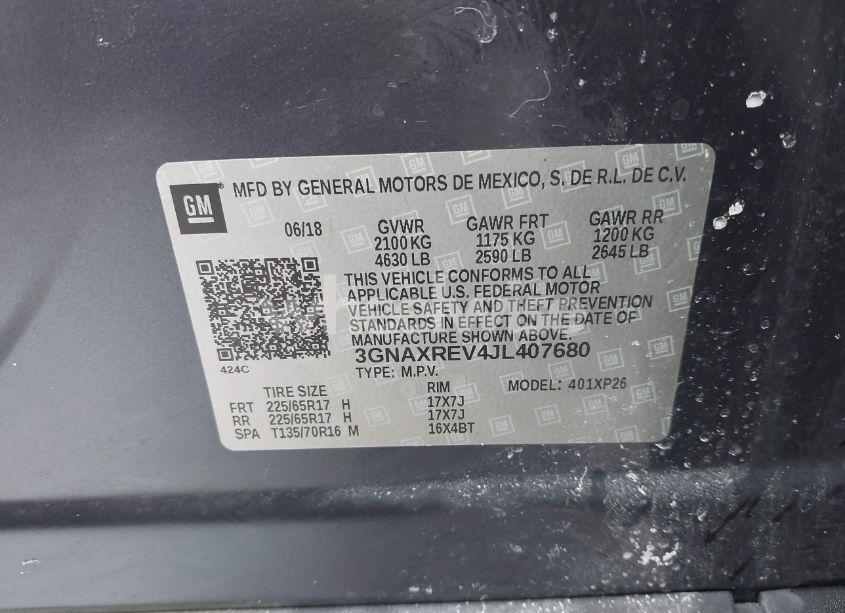 GM
MFD BY GENERAL MOTORS DE MEXICO, S. DE R.L. DE C.V.
06/18 GVWR GAWR FRT GAWR RR
2100 KG 1175 KG 1200 KG
4630 LB 2590 LB 2645 LB
THIS VEHICLE CONFORMS TO ALL
APPLICABLE U.S. FEDERAL MOTOR
VEHICLE SAFETY AND THEFT PREVENTION
STANDARDS IN EFFECT ON THE DATE OF
MANUFACTURE SHOWN ABOVE.
424C
3GNAXREV4JL407680
TYPE: M.P.V. MODEL: 401XP26
TIRE SIZE RIM
FRT 225/65R17 H 17X7J
RR 225/65R17 H 17X7J
SPA T135/70R16 M 16X4BT